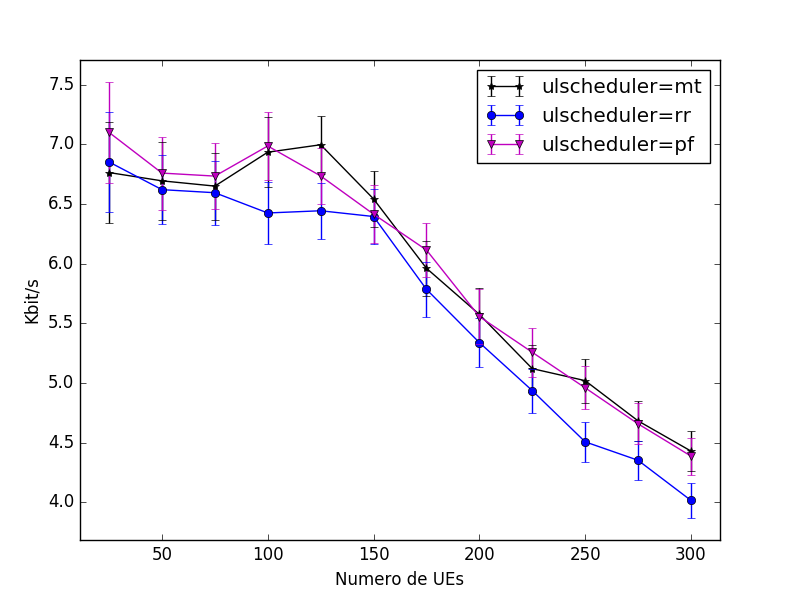 7.5
7.0
6.5
6.0
5.5
5.0
4.5
4.0
Kbit/s
ulscheduler=mt
ulscheduler=rr
ulscheduler=pf
50 100 150 200 250 300
Numero de UEs